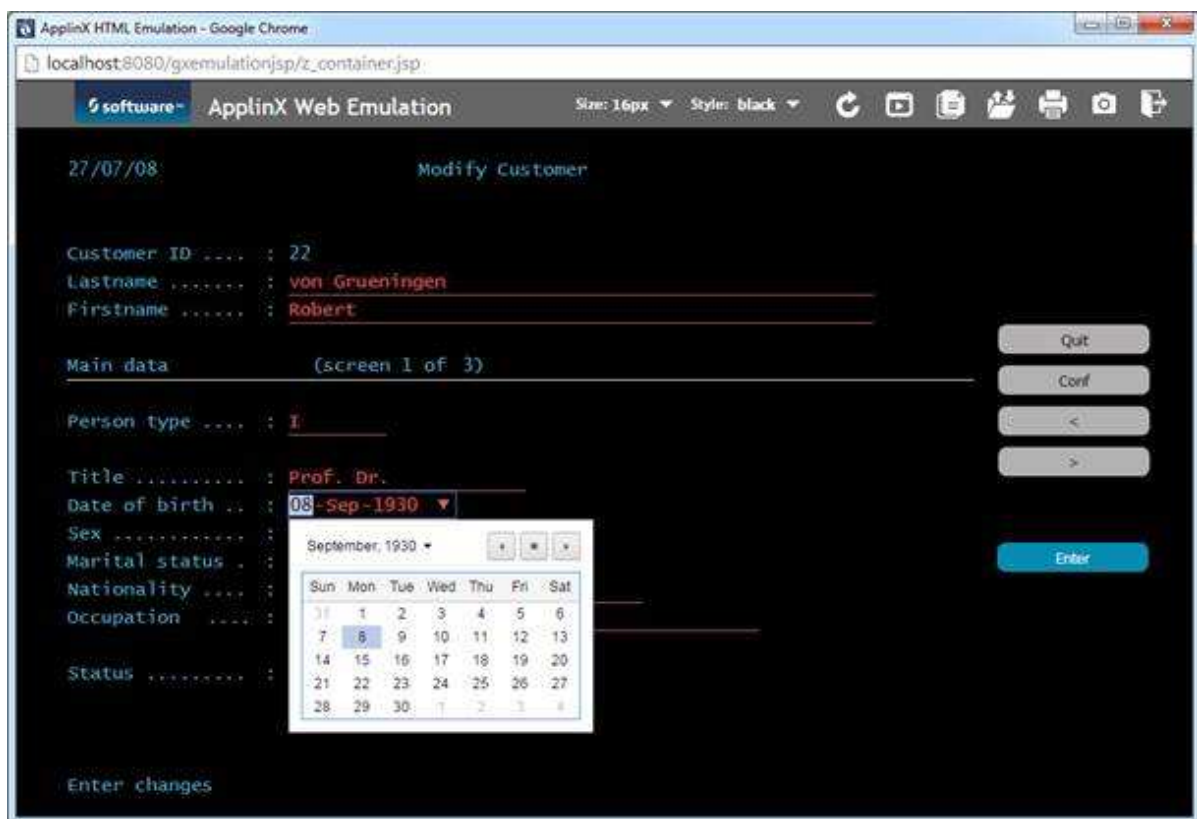 ApplinX HTML Emulation - Google Chrome
localhost:8080/gxemulationjsp/z_container.jsp
software ApplinX Web Emulation Size: 16px Style: black
27/07/08 Modify Customer
Customer ID .... : 22
Lastname ....... : von Grueningen
Firstname ...... : Robert
Quit
Main data (screen 1 of 3)
Conf
Person type .... : I <
>
Title .......... : Prof. Dr.
Date of birth .. : 08-Sep-1930
Sex ............ :
September, 1930
Marital status . : Enter
Nationality .... :
Sun Mon Tue Wed Thu Fri Sat
Occupation .... :
31 1 2 3 4 5 6
7 8 9 10 11 12 13
14 15 16 17 18 19 20
Status ......... :
21 22 23 24 25 26 27
28 29 30 1 2 3 4
Enter changes